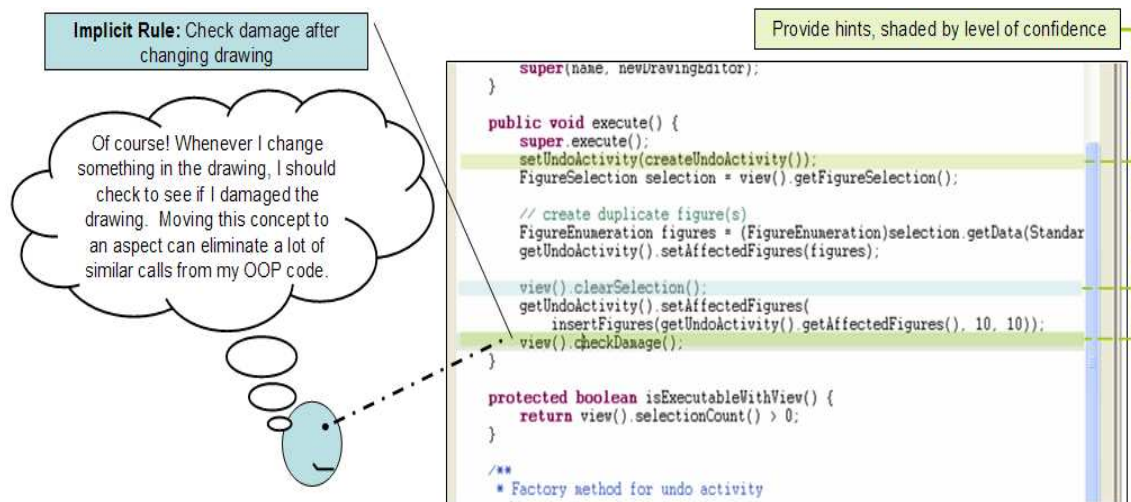 Implicit Rule: Check damage after
changing drawing
Provide hints, shaded by level of confidence
Of course! Whenever I change
something in the drawing, I should
check to see if I damaged the
drawing. Moving this concept to
an aspect can eliminate a lot of
similar calls from my OOP code.
super(name, newDrawingEditor);
}
public void execute() {
super.execute();
setUndoActivity(createUndoActivity());
FigureSelection selection = view().getFigureSelection();
// create duplicate figure(s)
FigureEnumeration figures = (FigureEnumeration)selection.getData(Standar
getUndoActivity().setAffectedFigures(figures);
view().clearSelection();
getUndoActivity().setAffectedFigures(
insertFigures(getUndoActivity().getAffectedFigures(), 10, 10));
view().checkDamage();
}
protected boolean isExecutableWithView() {
return view().selectionCount() > 0;
}
/**
* Factory method for undo activity